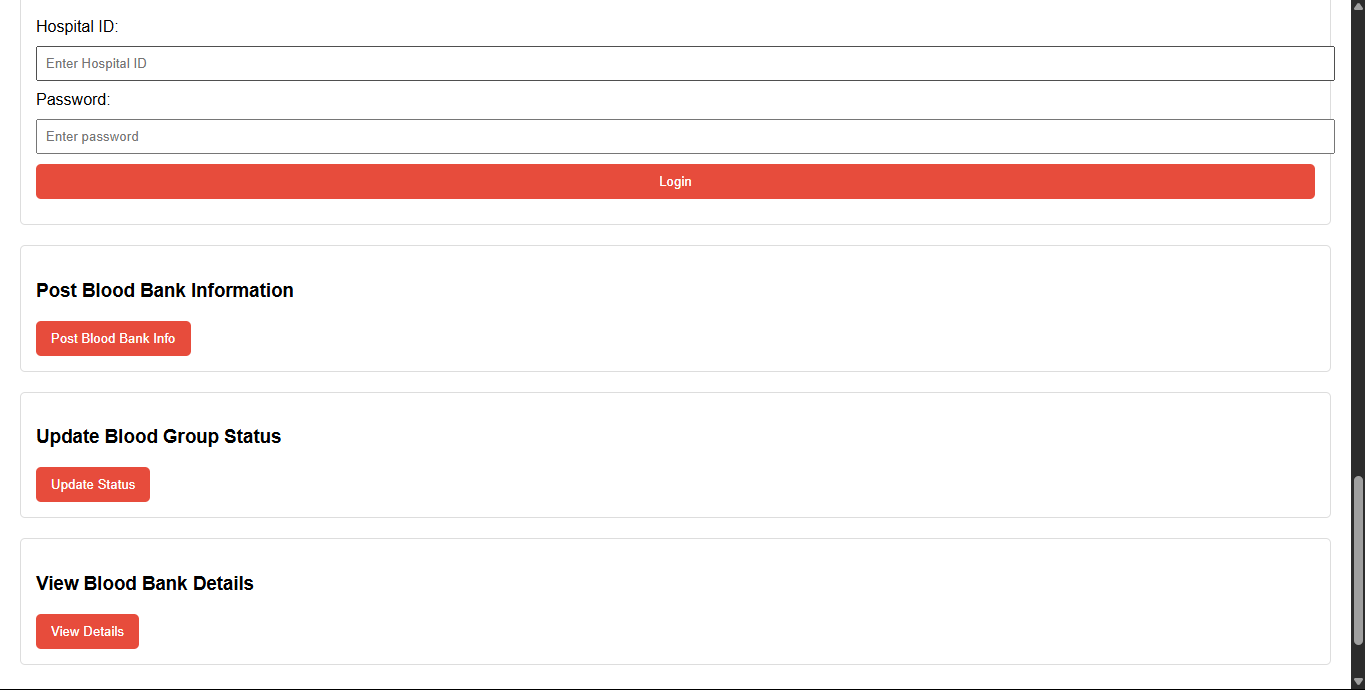 Hospital ID:
Enter Hospital ID
Password:
Enter password
Login
Post Blood Bank Information
Post Blood Bank Info
Update Blood Group Status
Update Status
View Blood Bank Details
View Details